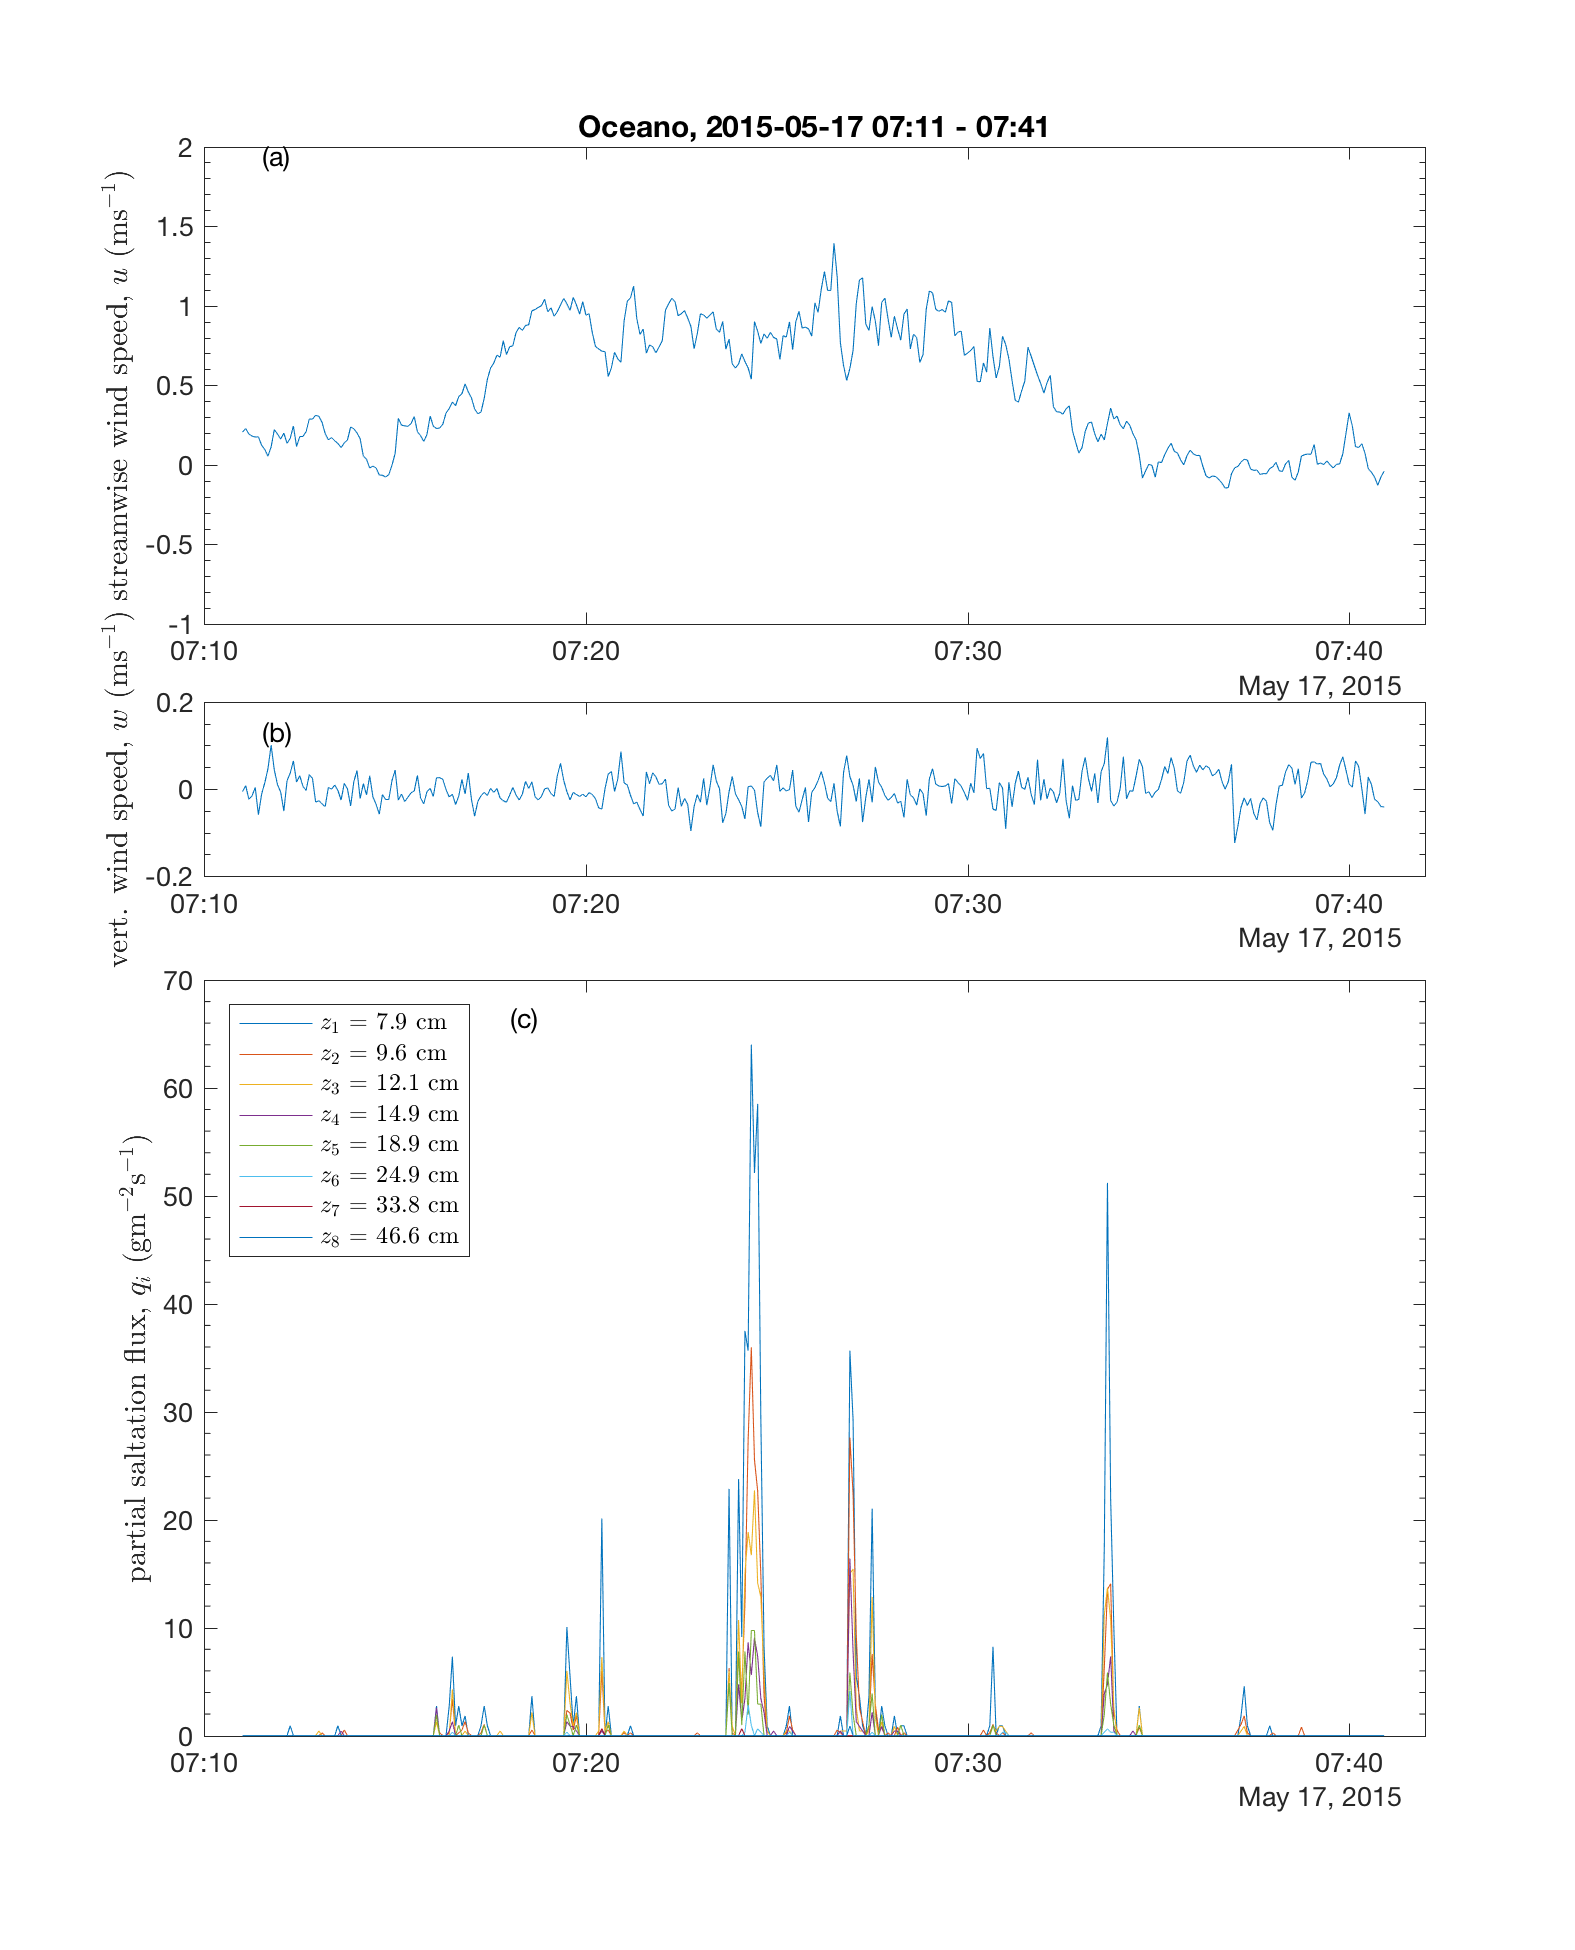 Oceano, 2015-05-17 07:11 - 07:41
(a)
streamwise wind speed, u (ms⁻¹)
2
1.5
1
0.5
0
-0.5
-1
07:10 07:20 07:30 07:40
May 17, 2015
(b)
vert. wind speed, w (ms⁻¹)
0.2
0
-0.2
07:10 07:20 07:30 07:40
May 17, 2015
(c)
partial saltation flux, qᵢ (gm⁻²s⁻¹)
70
60
50
40
30
20
10
0
z₁ = 7.9 cm
z₂ = 9.6 cm
z₃ = 12.1 cm
z₄ = 14.9 cm
z₅ = 18.9 cm
z₆ = 24.9 cm
z₇ = 33.8 cm
z₈ = 46.6 cm
07:10 07:20 07:30 07:40
May 17, 2015